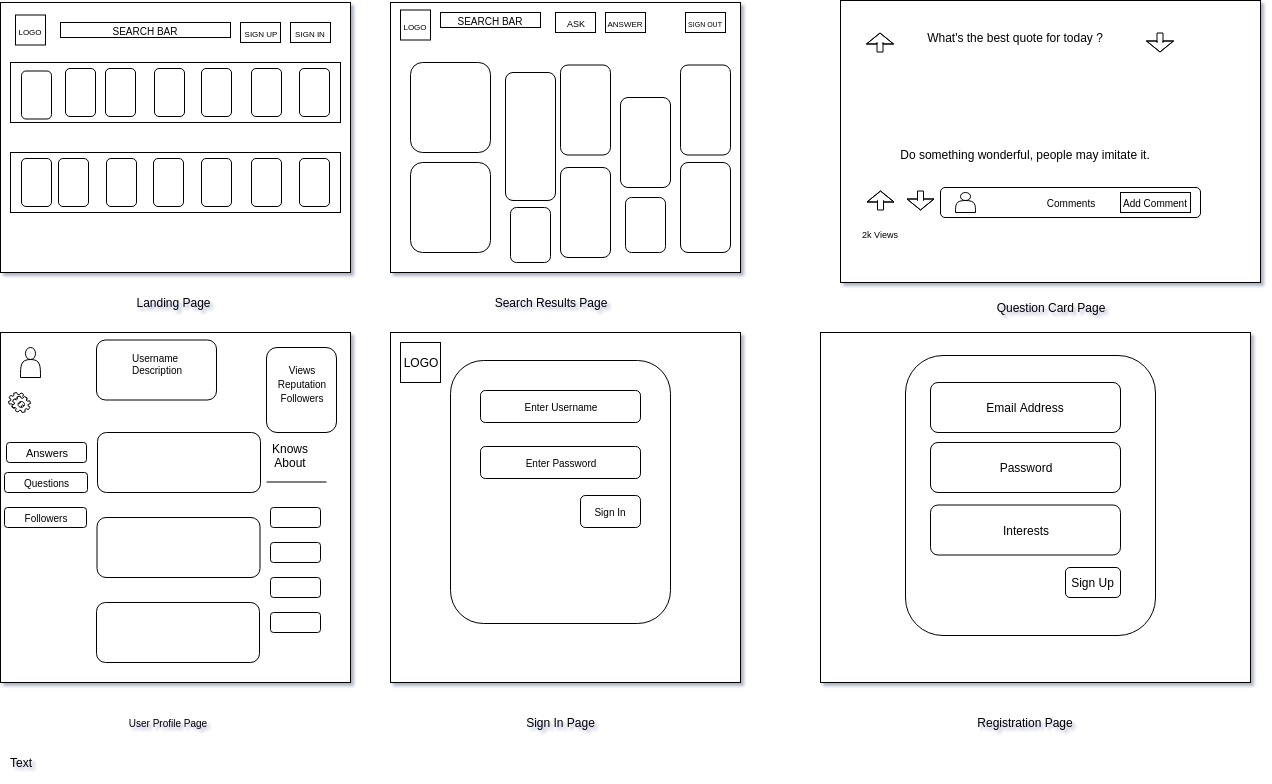 LOGO
SEARCH BAR
SIGN UP
SIGN IN
Landing Page
LOGO
SEARCH BAR
ASK
ANSWER
SIGN OUT
Search Results Page
What's the best quote for today ?
Do something wonderful, people may imitate it.
Comments
Add Comment
2k Views
Question Card Page
Username
Description
Views
Reputation
Followers
Answers
Questions
Followers
Knows
About
User Profile Page
LOGO
Enter Username
Enter Password
Sign In
Sign In Page
Email Address
Password
Interests
Sign Up
Registration Page
Text